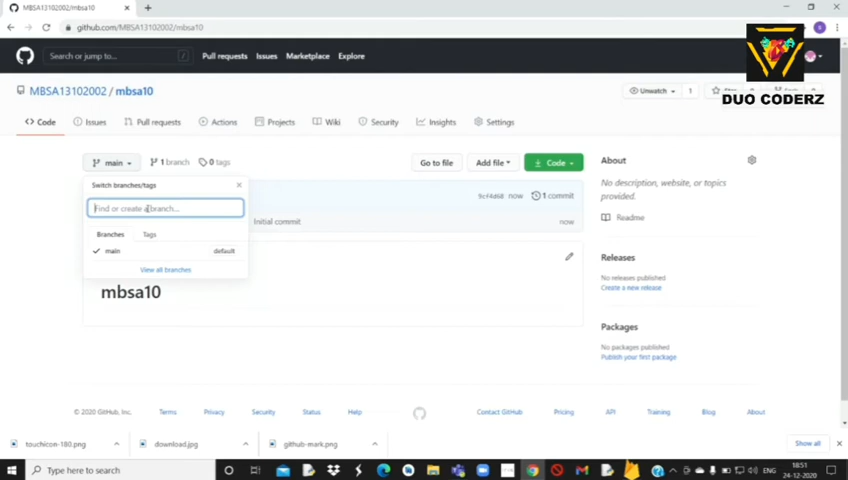 MBSA13102002/mbsa10
github.com/MBSA13102002/mbsa10
Search or jump to...
/
Pull requests
Issues
Marketplace
Explore
DUO CODERZ
MBSA13102002 / mbsa10
Unwatch
1
Code
Issues
Pull requests
Actions
Projects
Wiki
Security
Insights
Settings
main
1 branch
0 tags
Go to file
Add file
Code
About
Switch branches/tags
No description, website, or topics
provided.
now
1 commit
Find or create a branch...
Readme
Initial commit
now
Branches
Tags
main
default
View all branches
Releases
No releases published
Create a new release
mbsa10
Packages
No packages published
Publish your first package
© 2020 GitHub, Inc.
Terms
Privacy
Security
Status
Help
Contact GitHub
Pricing
API
Training
Blog
About
touchicon-180.png
download.jpg
github-mark.png
Show all
Type here to search
ENG
18:51
24-12-2020